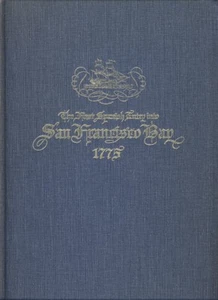 The First Spanish Entry into
San Francisco Bay
1775